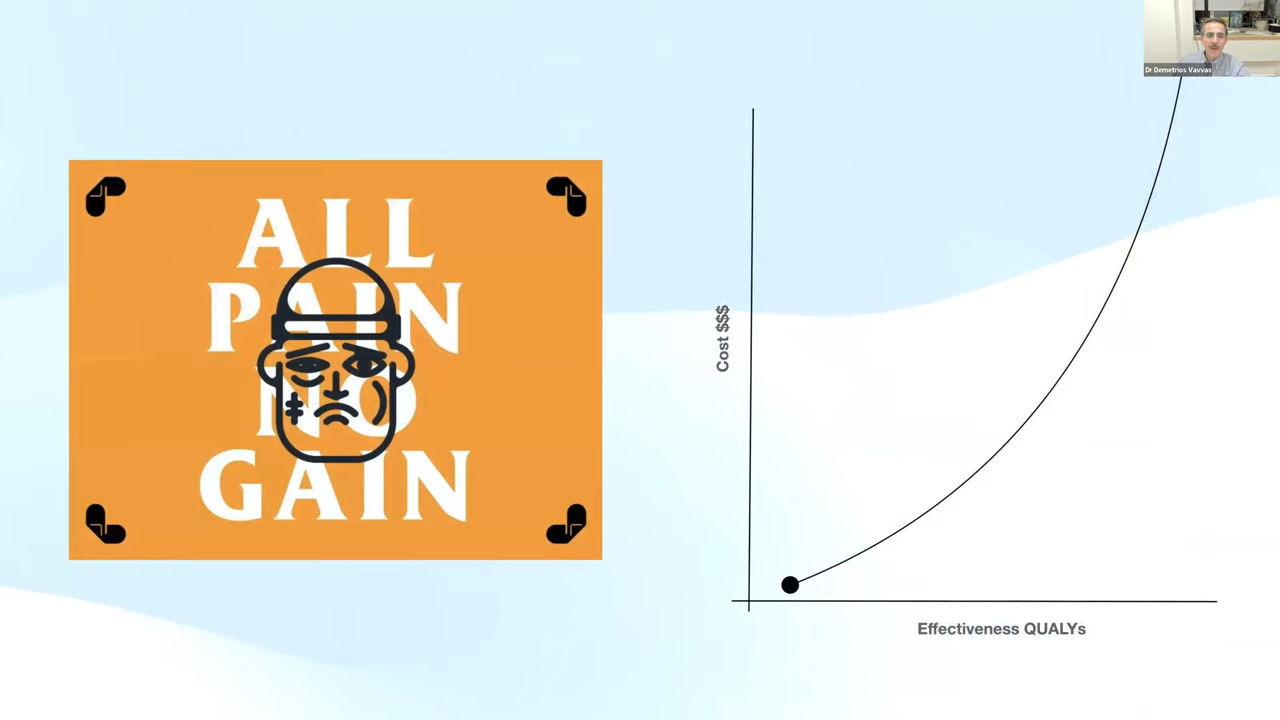 Dr Demetrios Vavvas
ALL
PAIN
NO
GAIN
Cost $$$
Effectiveness QUALYs